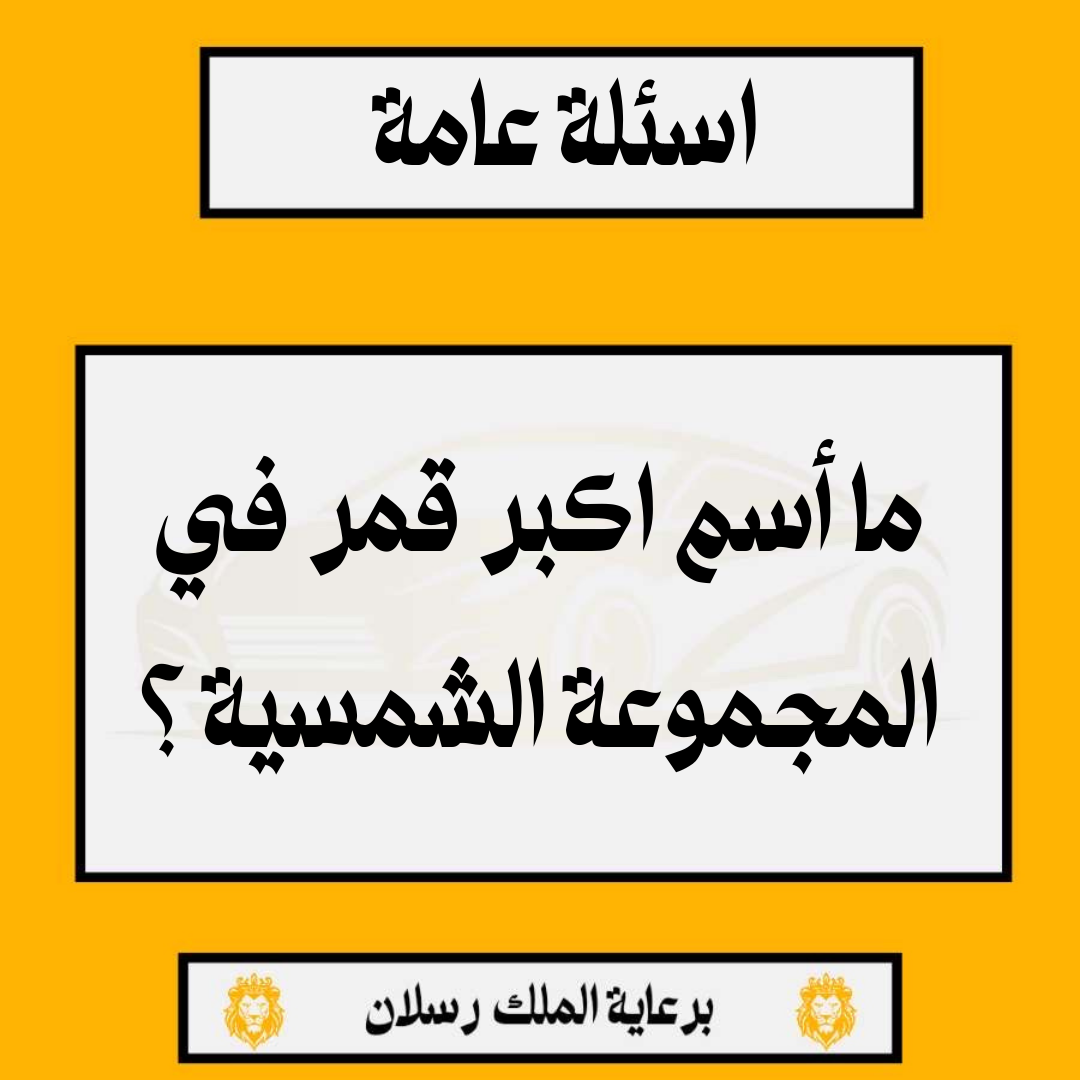 اسئلة عامة
ما أسم اكبر قمر في
المجموعة الشمسية ؟
برعاية الملك رسلان